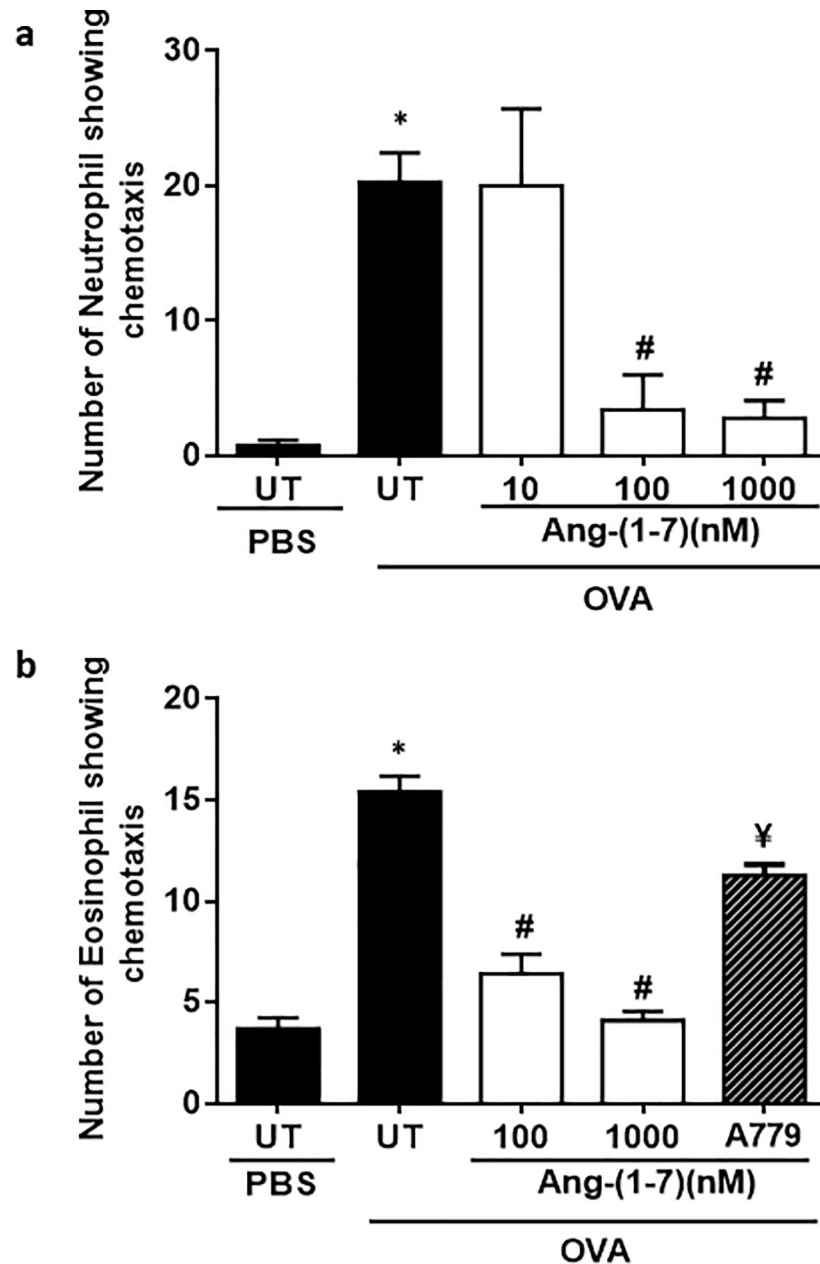 a
Number of Neutrophil showing
chemotaxis
30
20
10
0
*
#
#
UT
UT
10
100
1000
PBS
Ang-(1-7)(nM)
OVA
b
Number of Eosinophil showing
chemotaxis
20
15
10
5
0
*
#
#
¥
UT
UT
100
1000
A779
PBS
Ang-(1-7)(nM)
OVA